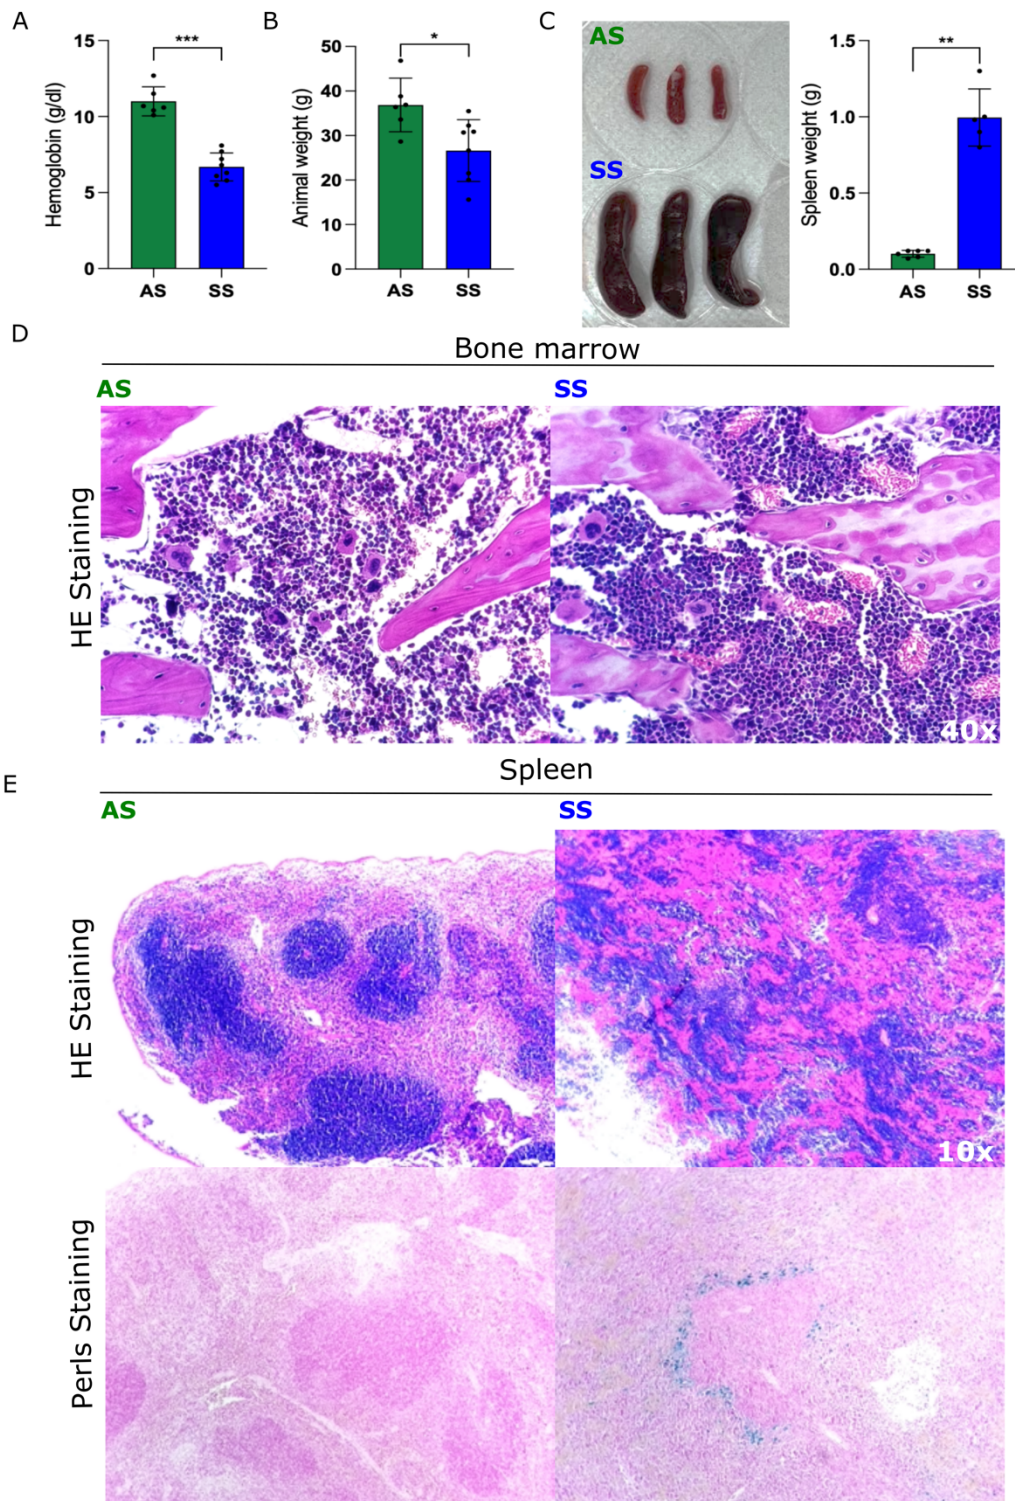 A
B
C
Hemoglobin (g/dl)
15
10
5
0
***
AS
SS
Animal weight (g)
50
40
30
20
10
0
*
AS
SS
AS
SS
Spleen weight (g)
1.5
1.0
0.5
0.0
**
AS
SS
D
Bone marrow
AS
SS
HE Staining
40x
E
Spleen
AS
SS
HE Staining
10x
Perls Staining